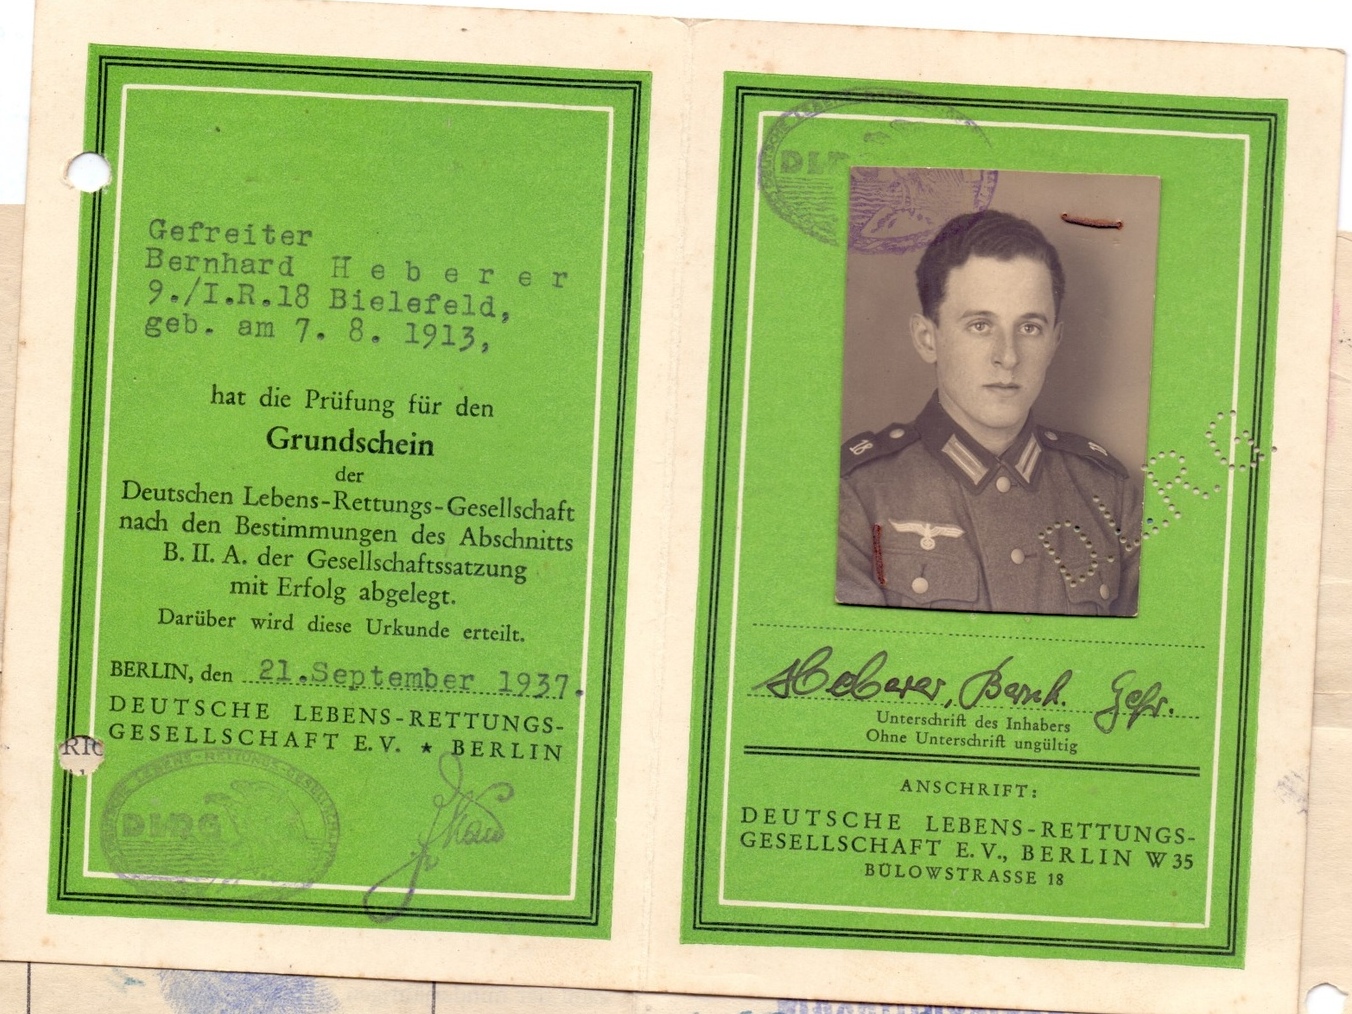 Gefreiter
Bernhard Heberer
9./I.R.18 Bielefeld,
geb. am 7. 8. 1913,
hat die Prüfung für den
Grundschein
der
Deutschen Lebens-Rettungs-Gesellschaft
nach den Bestimmungen des Abschnitts
B. II. A. der Gesellschaftssatzung
mit Erfolg abgelegt.
Darüber wird diese Urkunde erteilt.
BERLIN, den 21.September 1937.
DEUTSCHE LEBENS-RETTUNGS-
GESELLSCHAFT E.V. ★ BERLIN
DLRG
DLRG
18
DLRG
Heberer, Bernh. Gefr.
Unterschrift des Inhabers
Ohne Unterschrift ungültig
ANSCHRIFT:
DEUTSCHE LEBENS-RETTUNGS-
GESELLSCHAFT E.V., BERLIN W 35
BÜLOWSTRASSE 18